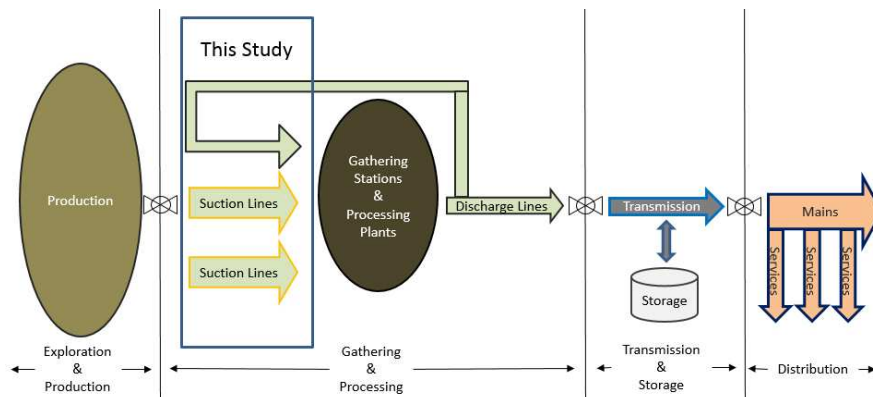 This Study
Production
Suction Lines
Suction Lines
Gathering
Stations
&
Processing
Plants
Discharge Lines
Transmission
Storage
Mains
Services
Services
Services
Exploration
&
Production
Gathering
&
Processing
Transmission
&
Storage
Distribution